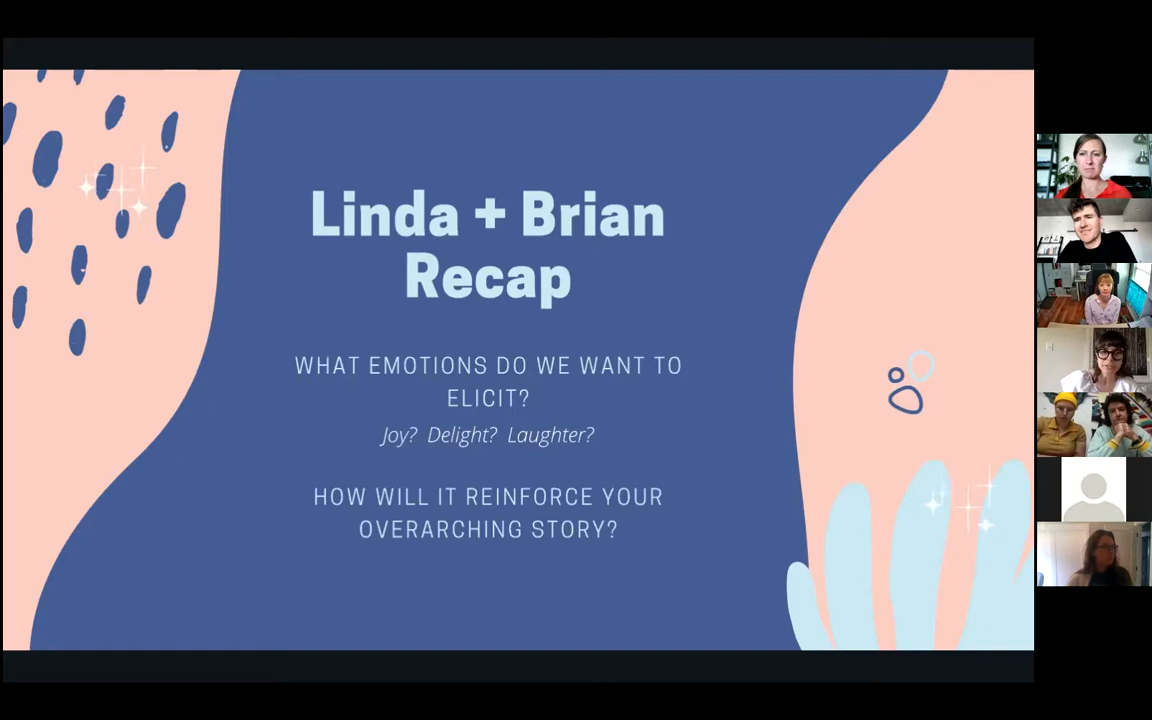 Linda + Brian
Recap
WHAT EMOTIONS DO WE WANT TO
ELICIT?
Joy? Delight? Laughter?
HOW WILL IT REINFORCE YOUR
OVERARCHING STORY?